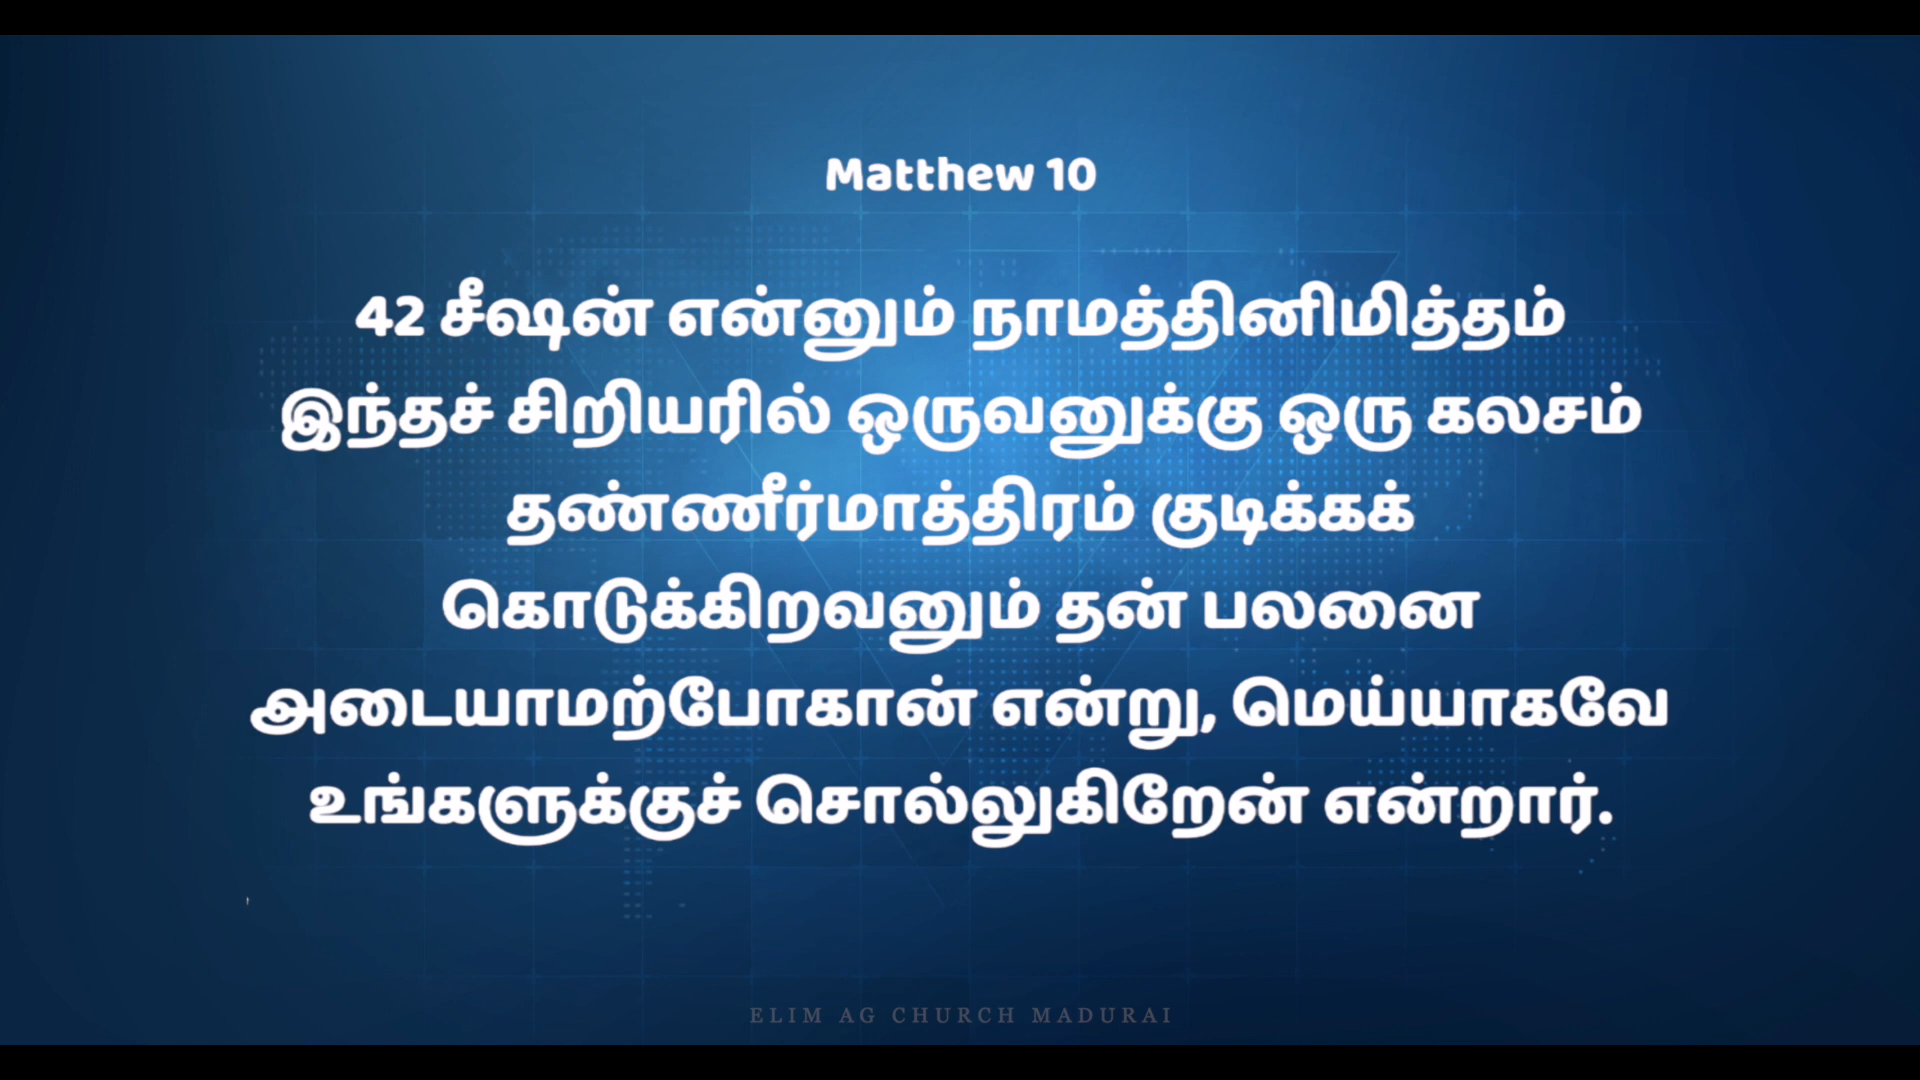 Matthew 10
42 சீஷன் என்னும் நாமத்தினிமித்தம்
இந்தச் சிறியரில் ஒருவனுக்கு ஒரு கலசம்
தண்ணீர்மாத்திரம் குடிக்கக்
கொடுக்கிறவனும் தன் பலனை
அடையாமற்போகான் என்று, மெய்யாகவே
உங்களுக்குச் சொல்லுகிறேன் என்றார்.
ELIM AG CHURCH MADURAI